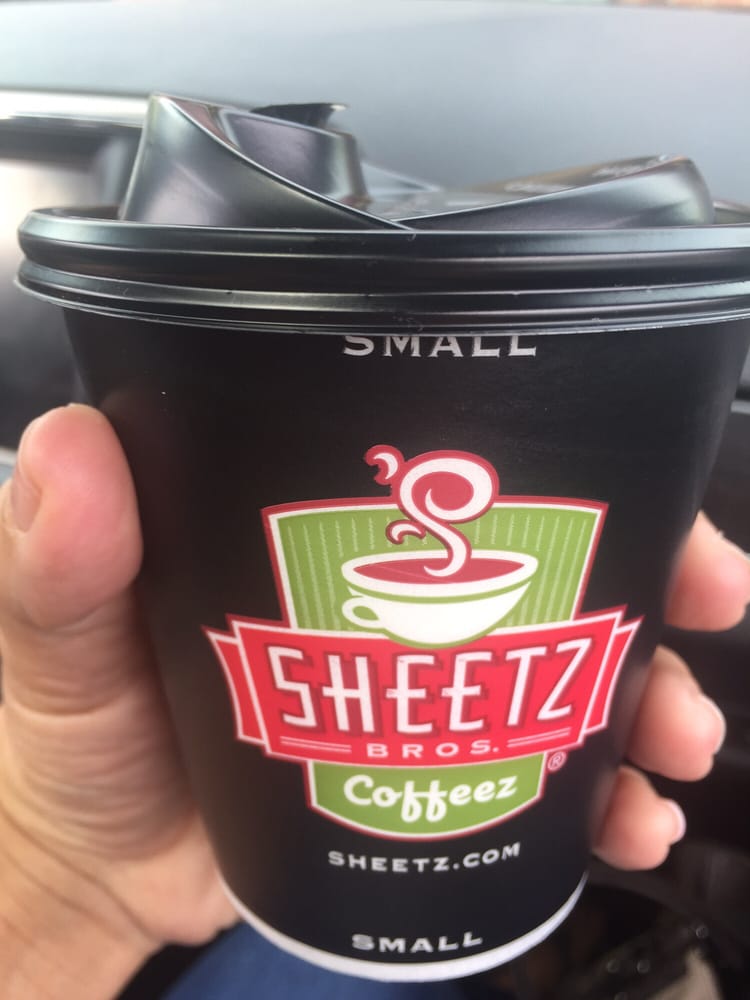 SMALL
SHEETZ
BROS.
®
Coffeez
SHEETZ.COM
SMALL